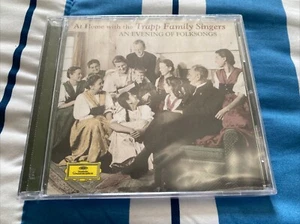 At Home with the Trapp Family Singers
AN EVENING OF FOLKSONGS